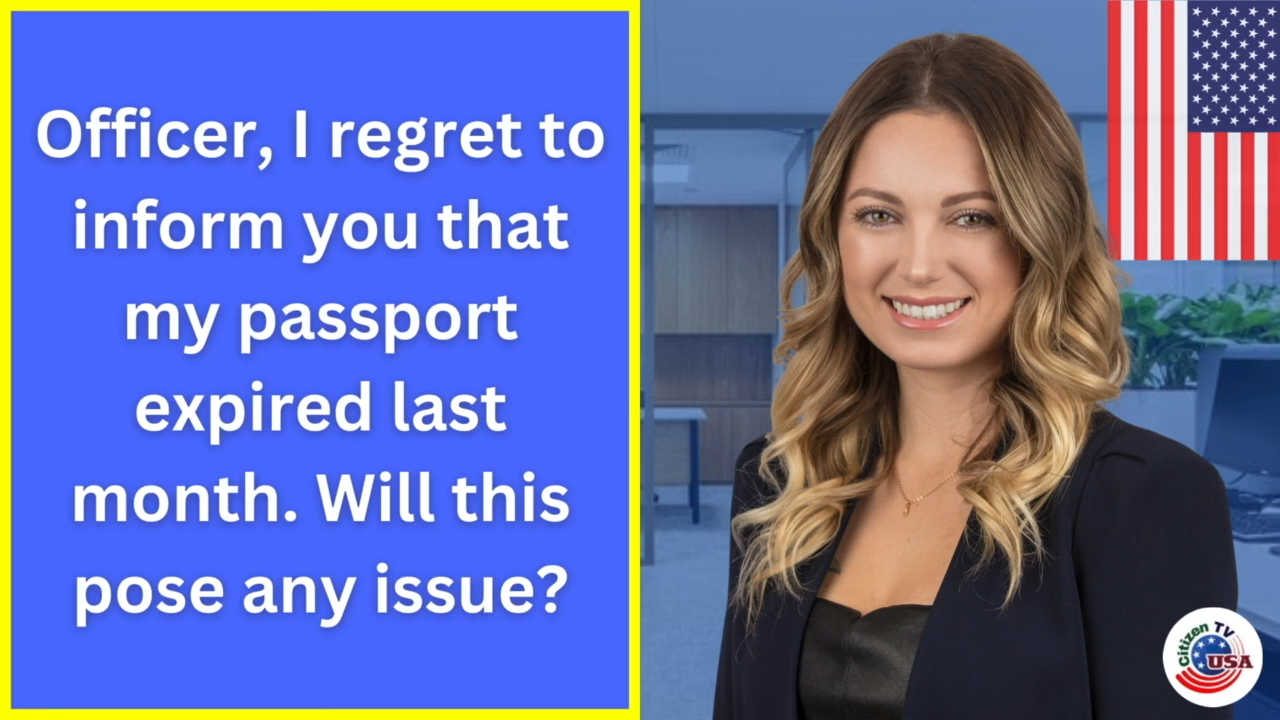 Officer, I regret to
inform you that
my passport
expired last
month. Will this
pose any issue?
Citizen TV
USA